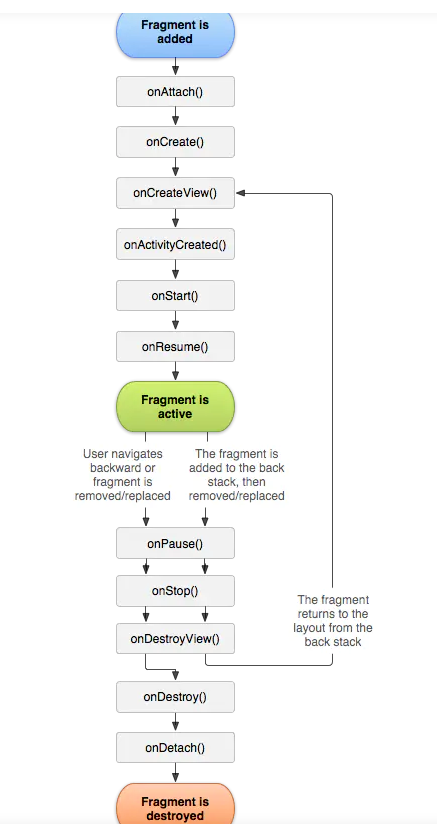 Fragment is
added
onAttach()
onCreate()
onCreateView()
onActivityCreated()
onStart()
onResume()
Fragment is
active
User navigates
backward or
fragment is
removed/replaced
The fragment is
added to the back
stack, then
removed/replaced
onPause()
onStop()
onDestroyView()
The fragment
returns to the
layout from the
back stack
onDestroy()
onDetach()
Fragment is
destroyed